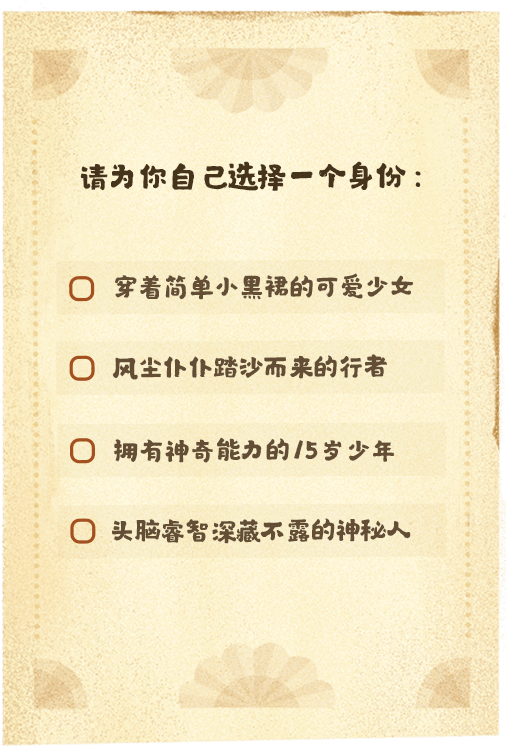 请为你自己选择一个身份：
穿着简单小黑裙的可爱少女
风尘仆仆踏沙而来的行者
拥有神奇能力的15岁少年
头脑睿智深藏不露的神秘人